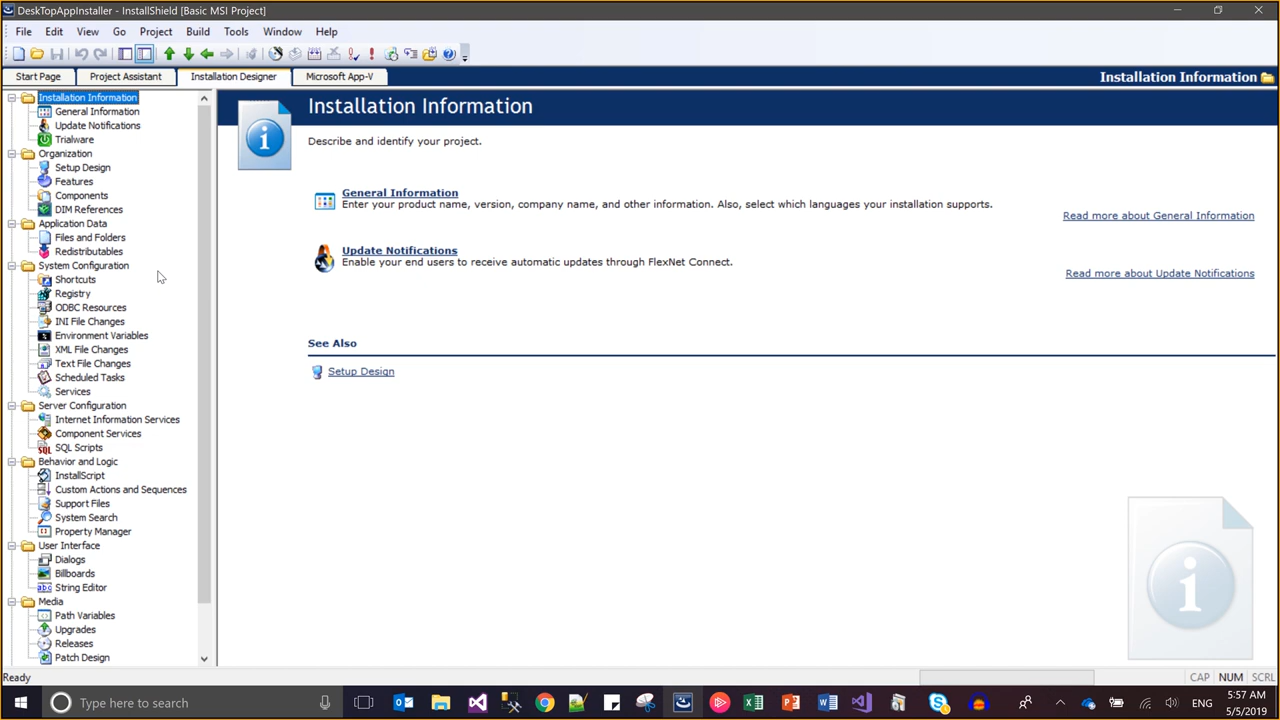 DeskTopAppInstaller - InstallShield [Basic MSI Project]
File Edit View Go Project Build Tools Window Help
Start Page Project Assistant Installation Designer Microsoft App-V Installation Information
Installation Information
General Information
Update Notifications
Trialware
Organization
Setup Design
Features
Components
DIM References
Application Data
Files and Folders
Redistributables
System Configuration
Shortcuts
Registry
ODBC Resources
INI File Changes
Environment Variables
XML File Changes
Text File Changes
Scheduled Tasks
Services
Server Configuration
Internet Information Services
Component Services
SQL Scripts
Behavior and Logic
InstallScript
Custom Actions and Sequences
Support Files
System Search
Property Manager
User Interface
Dialogs
Billboards
String Editor
Media
Path Variables
Upgrades
Releases
Patch Design
Installation Information
Describe and identify your project.
General Information
Enter your product name, version, company name, and other information. Also, select which languages your installation supports.
Read more about General Information
Update Notifications
Enable your end users to receive automatic updates through FlexNet Connect.
Read more about Update Notifications
See Also
Setup Design
Ready CAP NUM SCRL
Type here to search ENG 5:57 AM
5/5/2019